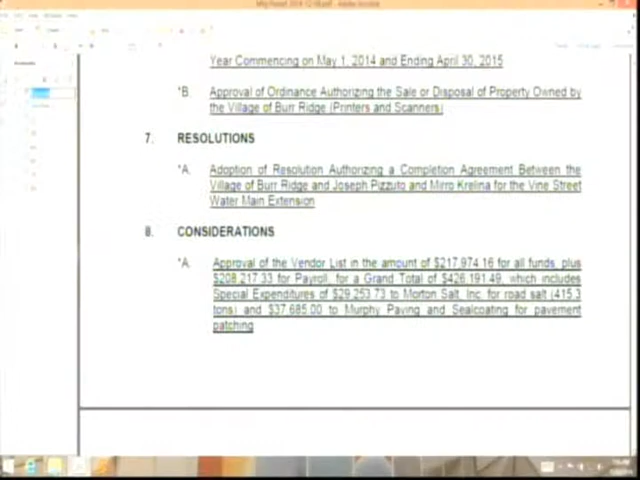 Year Commencing on May 1, 2014 and Ending April 30, 2015
*B. Approval of Ordinance Authorizing the Sale or Disposal of Property Owned by
the Village of Burr Ridge (Printers and Scanners)
7. RESOLUTIONS
*A. Adoption of Resolution Authorizing a Completion Agreement Between the
Village of Burr Ridge and Joseph Pizzuto and Mirro Krelina for the Vine Street
Water Main Extension
8. CONSIDERATIONS
*A. Approval of the Vendor List in the amount of $217,974.16 for all funds, plus
$208,217.33 for Payroll, for a Grand Total of $426,191.49, which includes
Special Expenditures of $29,253.73 to Morton Salt, Inc. for road salt (415.3
tons) and $37,685.00 to Murphy Paving and Sealcoating for pavement
patching